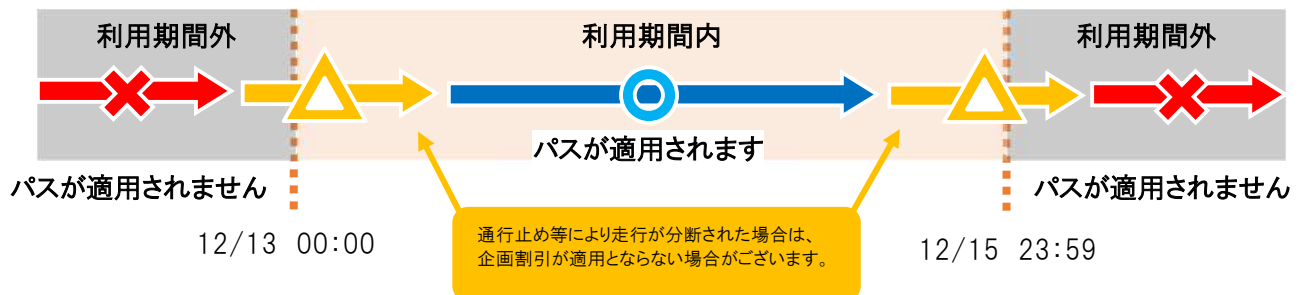 利用期間外
利用期間内
利用期間外
パスが適用されます
パスが適用されません
パスが適用されません
12/13 00:00
通行止め等により走行が分断された場合は、
企画割引が適用とならない場合がございます。
12/15 23:59